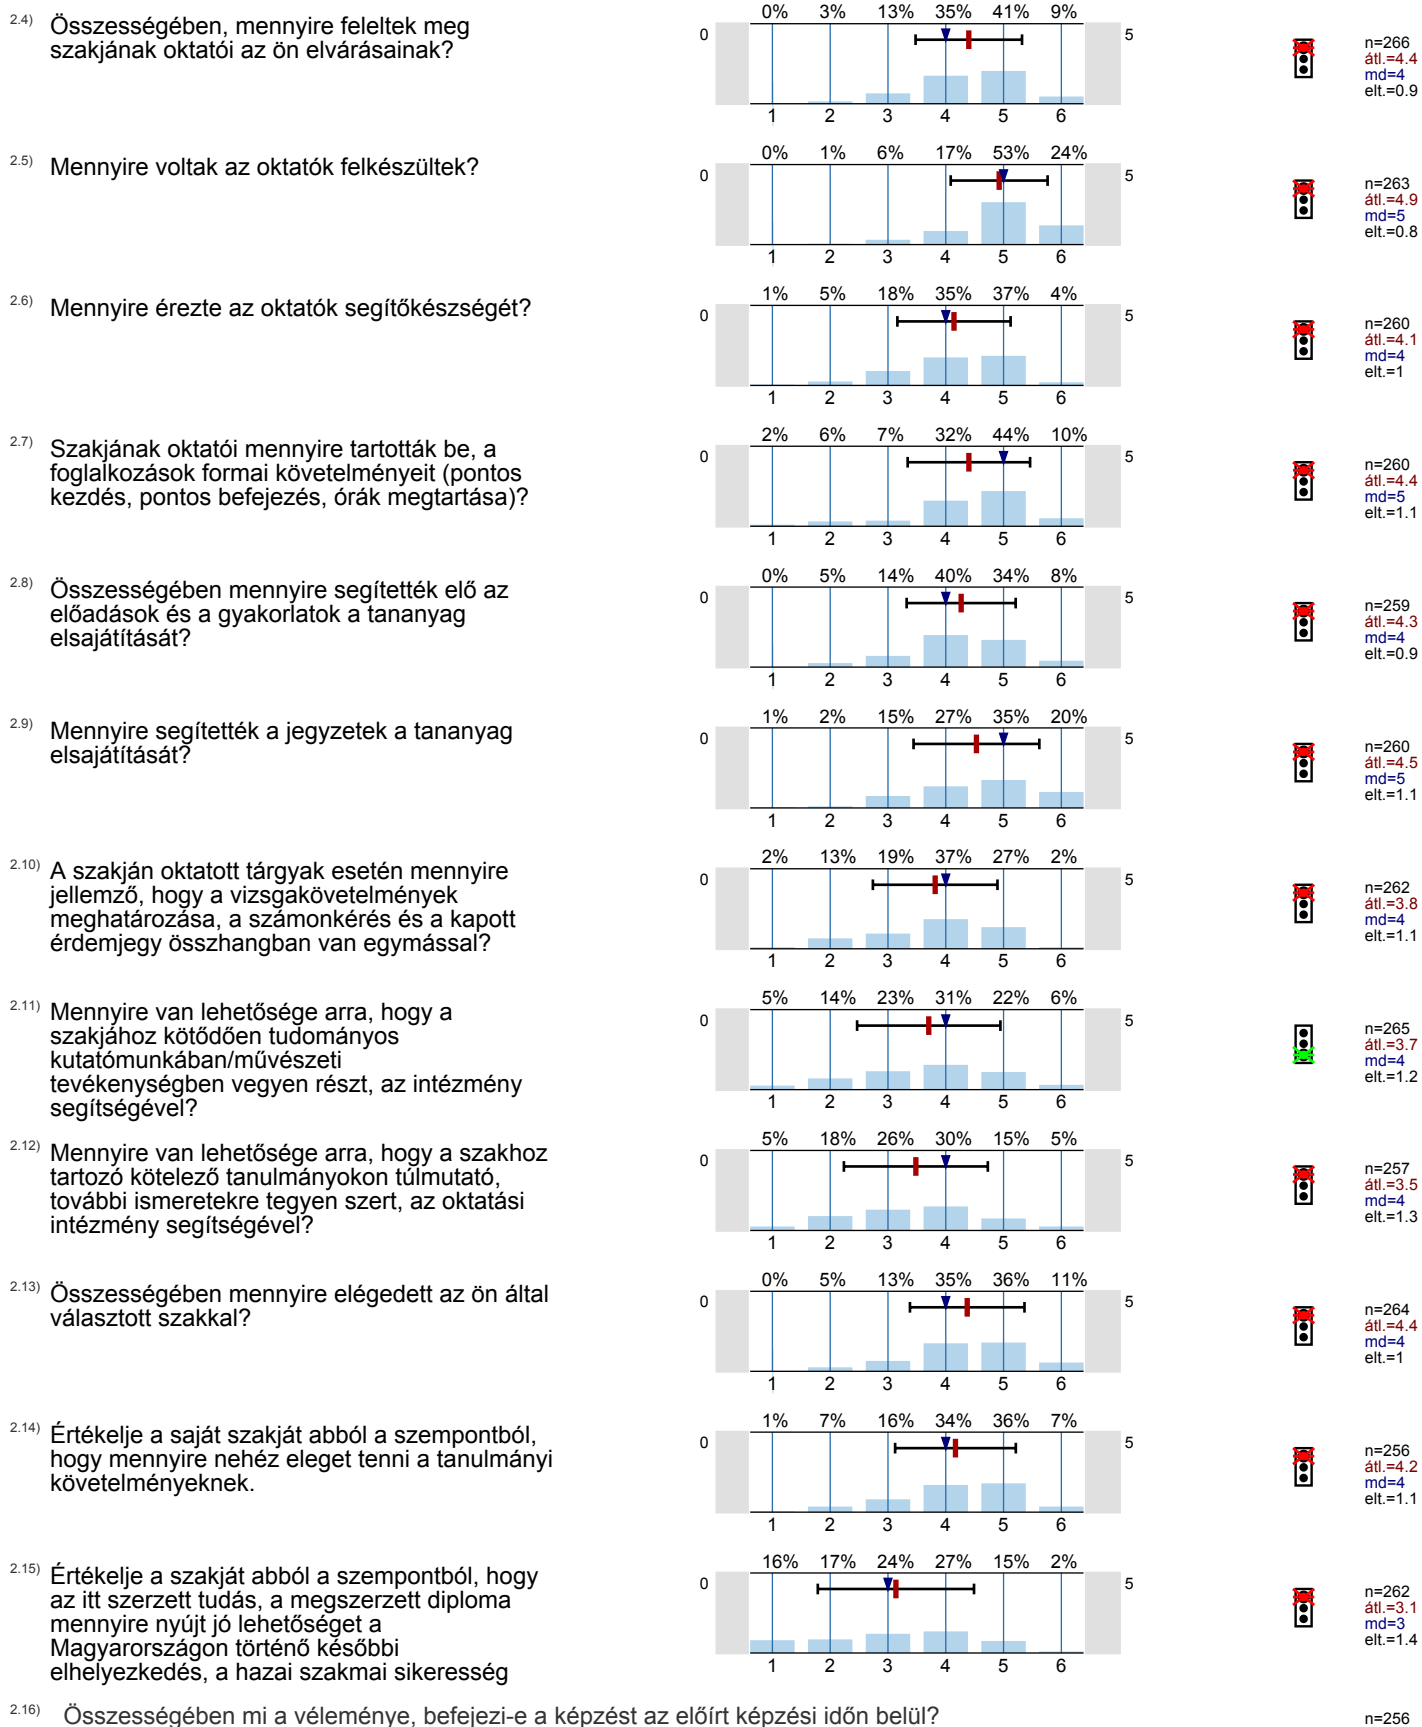 2.4) Összességében, mennyire feleltek meg
szakjának oktatói az ön elvárásainak?
0% 3% 13% 35% 41% 9%
0 5
1 2 3 4 5 6
n=266
átl.=4.4
md=4
elt.=0.9
2.5) Mennyire voltak az oktatók felkészültek?
0% 1% 6% 17% 53% 24%
0 5
1 2 3 4 5 6
n=263
átl.=4.9
md=5
elt.=0.8
2.6) Mennyire érezte az oktatók segítőkészségét?
1% 5% 18% 35% 37% 4%
0 5
1 2 3 4 5 6
n=260
átl.=4.1
md=4
elt.=1
2.7) Szakjának oktatói mennyire tartották be, a
foglalkozások formai követelményeit (pontos
kezdés, pontos befejezés, órák megtartása)?
2% 6% 7% 32% 44% 10%
0 5
1 2 3 4 5 6
n=260
átl.=4.4
md=5
elt.=1.1
2.8) Összességében mennyire segítették elő az
előadások és a gyakorlatok a tananyag
elsajátítását?
0% 5% 14% 40% 34% 8%
0 5
1 2 3 4 5 6
n=259
átl.=4.3
md=4
elt.=0.9
2.9) Mennyire segítették a jegyzetek a tananyag
elsajátítását?
1% 2% 15% 27% 35% 20%
0 5
1 2 3 4 5 6
n=260
átl.=4.5
md=5
elt.=1.1
2.10) A szakján oktatott tárgyak esetén mennyire
jellemző, hogy a vizsgakövetelmények
meghatározása, a számonkérés és a kapott
érdemjegy összhangban van egymással?
2% 13% 19% 37% 27% 2%
0 5
1 2 3 4 5 6
n=262
átl.=3.8
md=4
elt.=1.1
2.11) Mennyire van lehetősége arra, hogy a
szakjához kötődően tudományos
kutatómunkában/művészeti
tevékenységben vegyen részt, az intézmény
segítségével?
5% 14% 23% 31% 22% 6%
0 5
1 2 3 4 5 6
n=265
átl.=3.7
md=4
elt.=1.2
2.12) Mennyire van lehetősége arra, hogy a szakhoz
tartozó kötelező tanulmányokon túlmutató,
további ismeretekre tegyen szert, az oktatási
intézmény segítségével?
5% 18% 26% 30% 15% 5%
0 5
1 2 3 4 5 6
n=257
átl.=3.5
md=4
elt.=1.3
2.13) Összességében mennyire elégedett az ön által
választott szakkal?
0% 5% 13% 35% 36% 11%
0 5
1 2 3 4 5 6
n=264
átl.=4.4
md=4
elt.=1
2.14) Értékelje a saját szakját abból a szempontból,
hogy mennyire nehéz eleget tenni a tanulmányi
követelményeknek.
1% 7% 16% 34% 36% 7%
0 5
1 2 3 4 5 6
n=256
átl.=4.2
md=4
elt.=1.1
2.15) Értékelje a szakját abból a szempontból, hogy
az itt szerzett tudás, a megszerzett diploma
mennyire nyújt jó lehetőséget a
Magyarországon történő későbbi
elhelyezkedés, a hazai szakmai sikeresség
16% 17% 24% 27% 15% 2%
0 5
1 2 3 4 5 6
n=262
átl.=3.1
md=3
elt.=1.4
2.16) Összességében mi a véleménye, befejezi-e a képzést az előírt képzési időn belül?
n=256